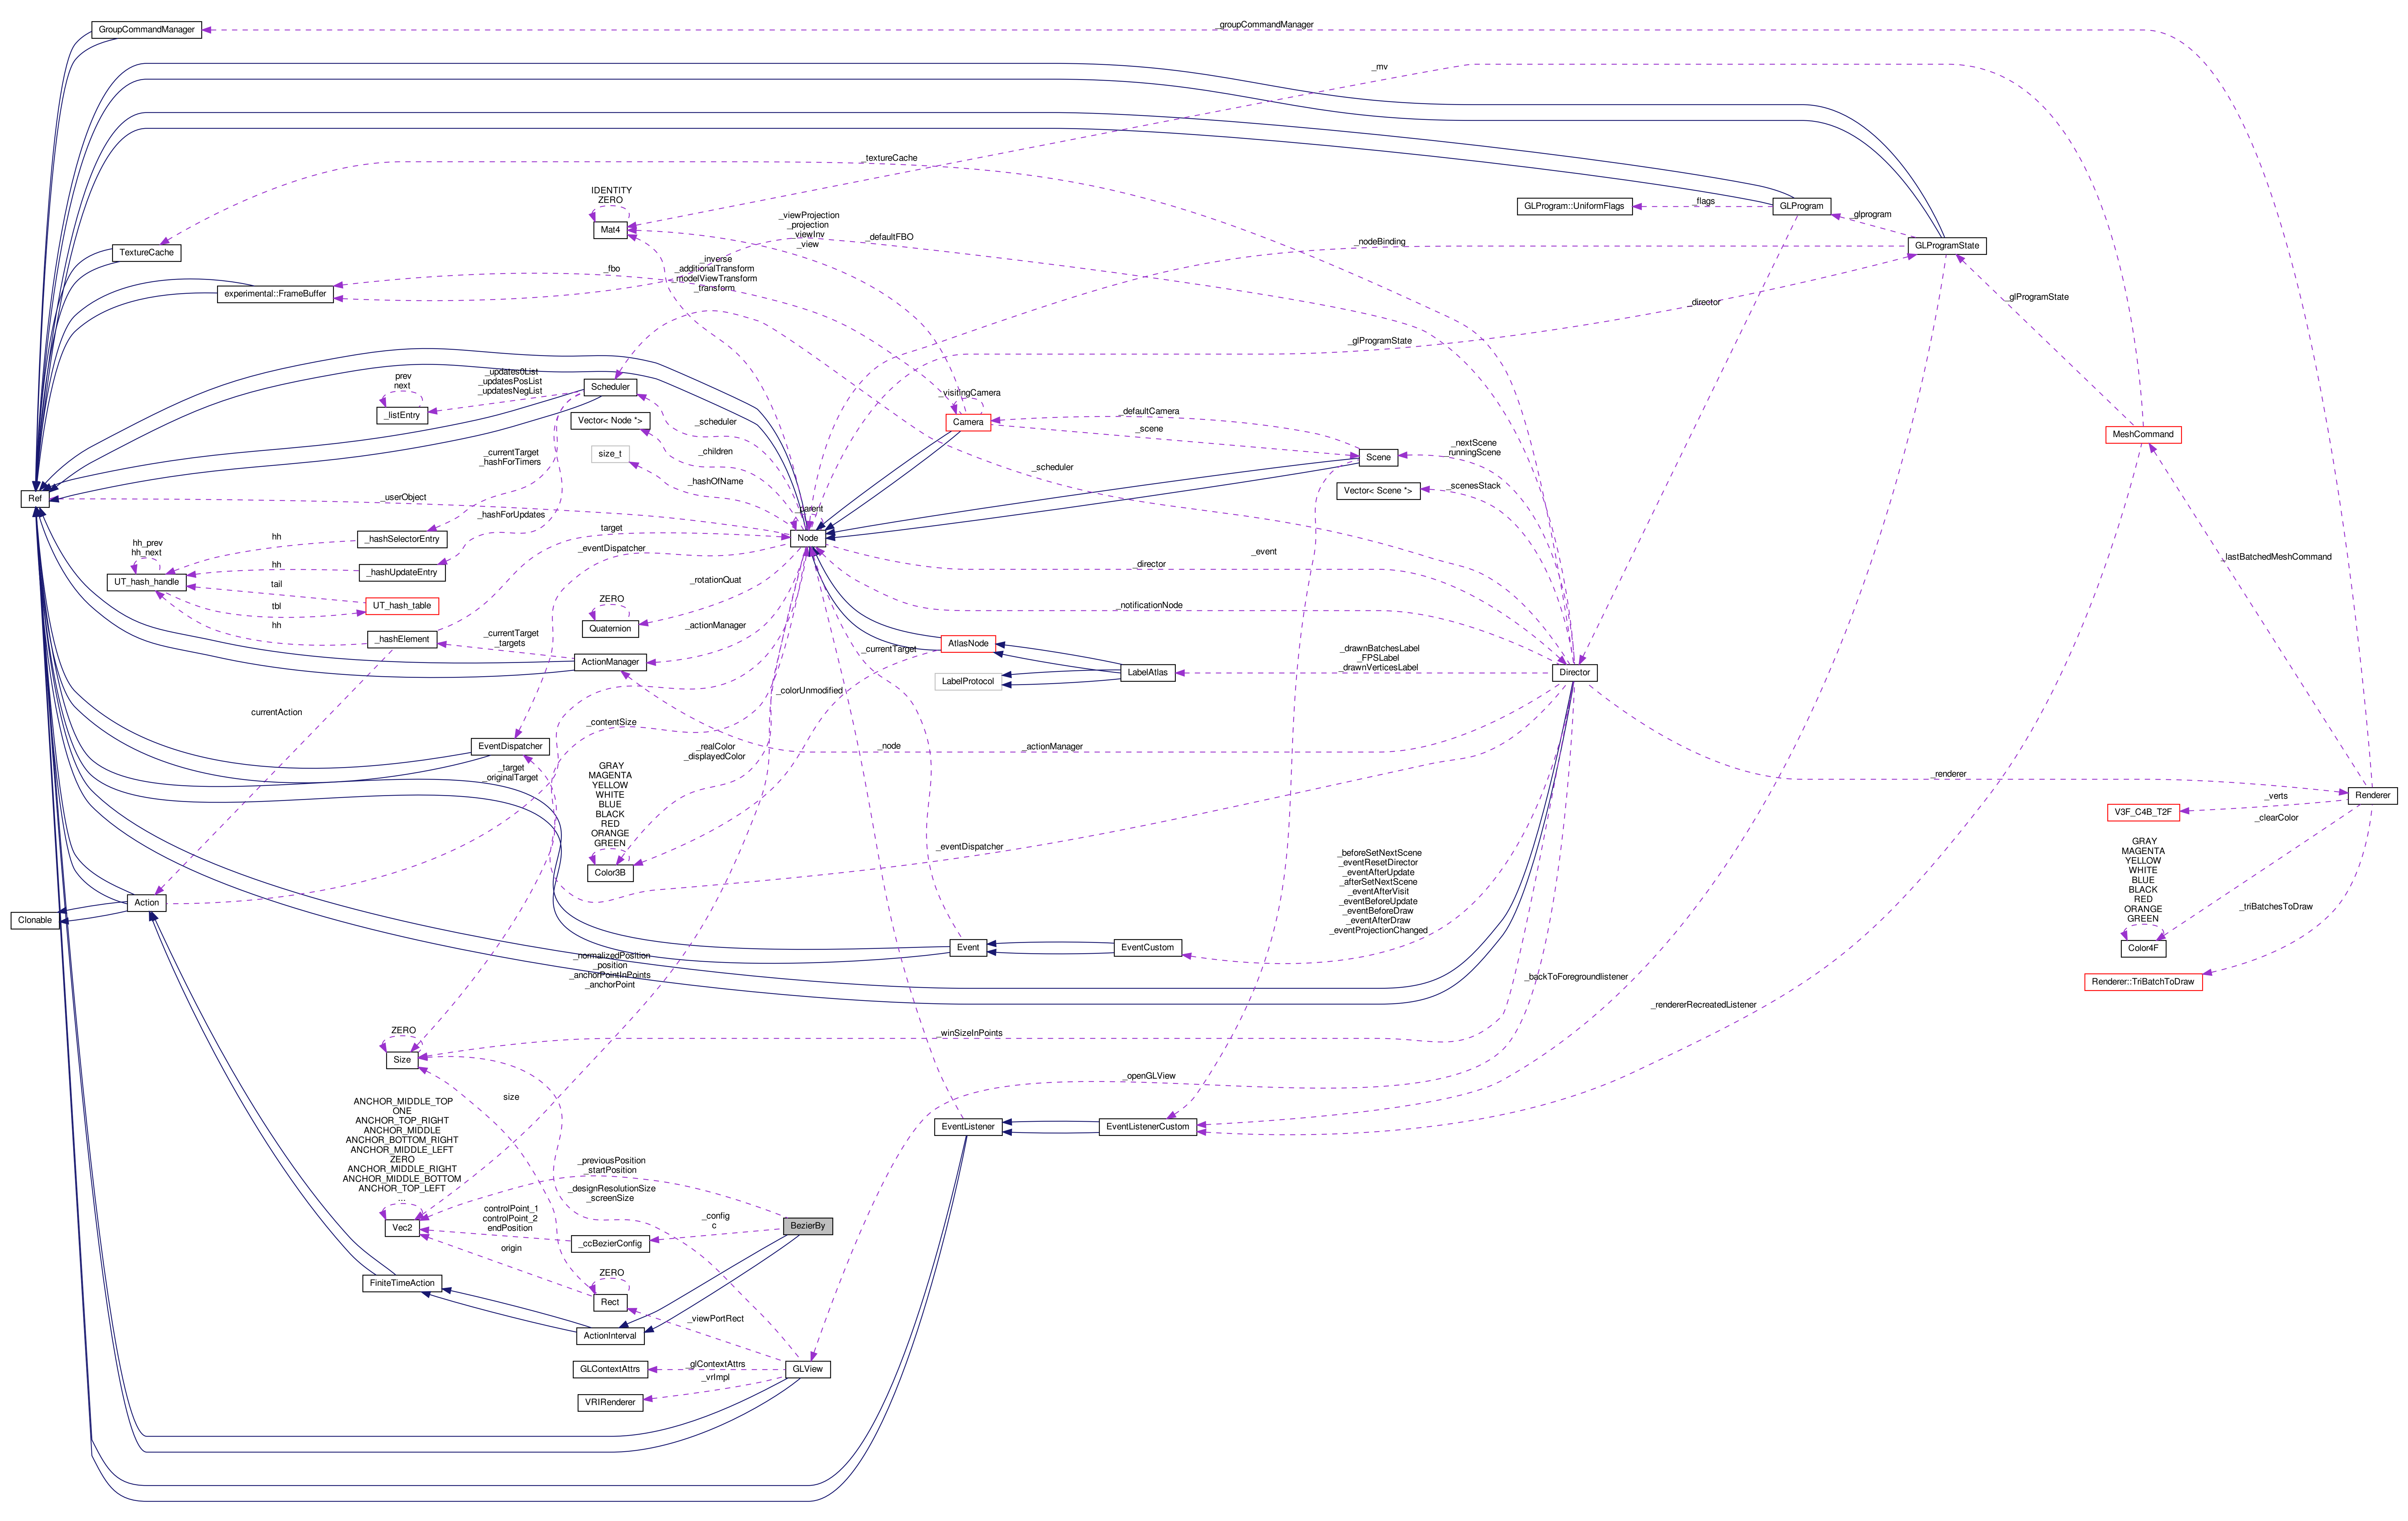 GroupCommandManager
_groupCommandManager
_mv
_textureCache
IDENTITY
ZERO
Mat4
GLProgram::UniformFlags
_flags
GLProgram
_glprogram
GLProgramState
_viewProjection
_projection
_viewInv
_view
_defaultFBO
_nodeBinding
TextureCache
_fbo
_inverse
_additionalTransform
_modelViewTransform
_transform
experimental::FrameBuffer
_director
_glProgramState
_glProgramState
prev
next
_listEntry
_updates0List
_updatesPosList
_updatesNegList
Scheduler
_visitingCamera
Camera
_defaultCamera
_scene
Vector< Node *>
_scheduler
MeshCommand
_currentTarget
_hashForTimers
size_t
_children
_nextScene
_runningScene
Scene
_scheduler
_hashOfName
Vector< Scene *>
_scenesStack
Ref
_userObject
_hashForUpdates
_parent
Node
hh_prev
hh_next
UT_hash_handle
hh
_hashSelectorEntry
target
_eventDispatcher
_event
_lastBatchedMeshCommand
hh
_hashUpdateEntry
_director
tail
tbl
UT_hash_table
_rotationQuat
ZERO
Quaternion
_notificationNode
hh
_hashElement
_currentTarget
_targets
_actionManager
ActionManager
AtlasNode
_currentTarget
LabelProtocol
LabelAtlas
_drawnBatchesLabel
_FPSLabel
_drawnVerticesLabel
Director
_colorUnmodified
currentAction
_contentSize
EventDispatcher
_realColor
_displayedColor
_node
_actionManager
_target
_originalTarget
GRAY
MAGENTA
YELLOW
WHITE
BLUE
BLACK
RED
ORANGE
GREEN
Color3B
_renderer
Renderer
_verts
V3F_C4B_T2F
_clearColor
_eventDispatcher
GRAY
MAGENTA
YELLOW
WHITE
BLUE
BLACK
RED
ORANGE
GREEN
Color4F
_triBatchesToDraw
Renderer::TriBatchToDraw
_beforeSetNextScene
_eventResetDirector
_eventAfterUpdate
_afterSetNextScene
_eventAfterVisit
_eventBeforeUpdate
_eventBeforeDraw
_eventAfterDraw
_eventProjectionChanged
Action
Clonable
Event
EventCustom
_normalizedPosition
_position
_anchorPointInPoints
_anchorPoint
_backToForegroundlistener
_rendererRecreatedListener
ZERO
Size
_winSizeInPoints
_openGLView
size
ANCHOR_MIDDLE_TOP
ONE
ANCHOR_TOP_RIGHT
ANCHOR_MIDDLE
ANCHOR_BOTTOM_RIGHT
ANCHOR_MIDDLE_LEFT
ZERO
ANCHOR_MIDDLE_RIGHT
ANCHOR_MIDDLE_BOTTOM
ANCHOR_TOP_LEFT
...
Vec2
EventListener
EventListenerCustom
_previousPosition
_startPosition
_designResolutionSize
_screenSize
controlPoint_1
controlPoint_2
endPosition
_ccBezierConfig
_config
c
BezierBy
origin
ZERO
Rect
FiniteTimeAction
_viewPortRect
ActionInterval
GLContextAttrs
_glContextAttrs
GLView
_vrImpl
VRIRenderer